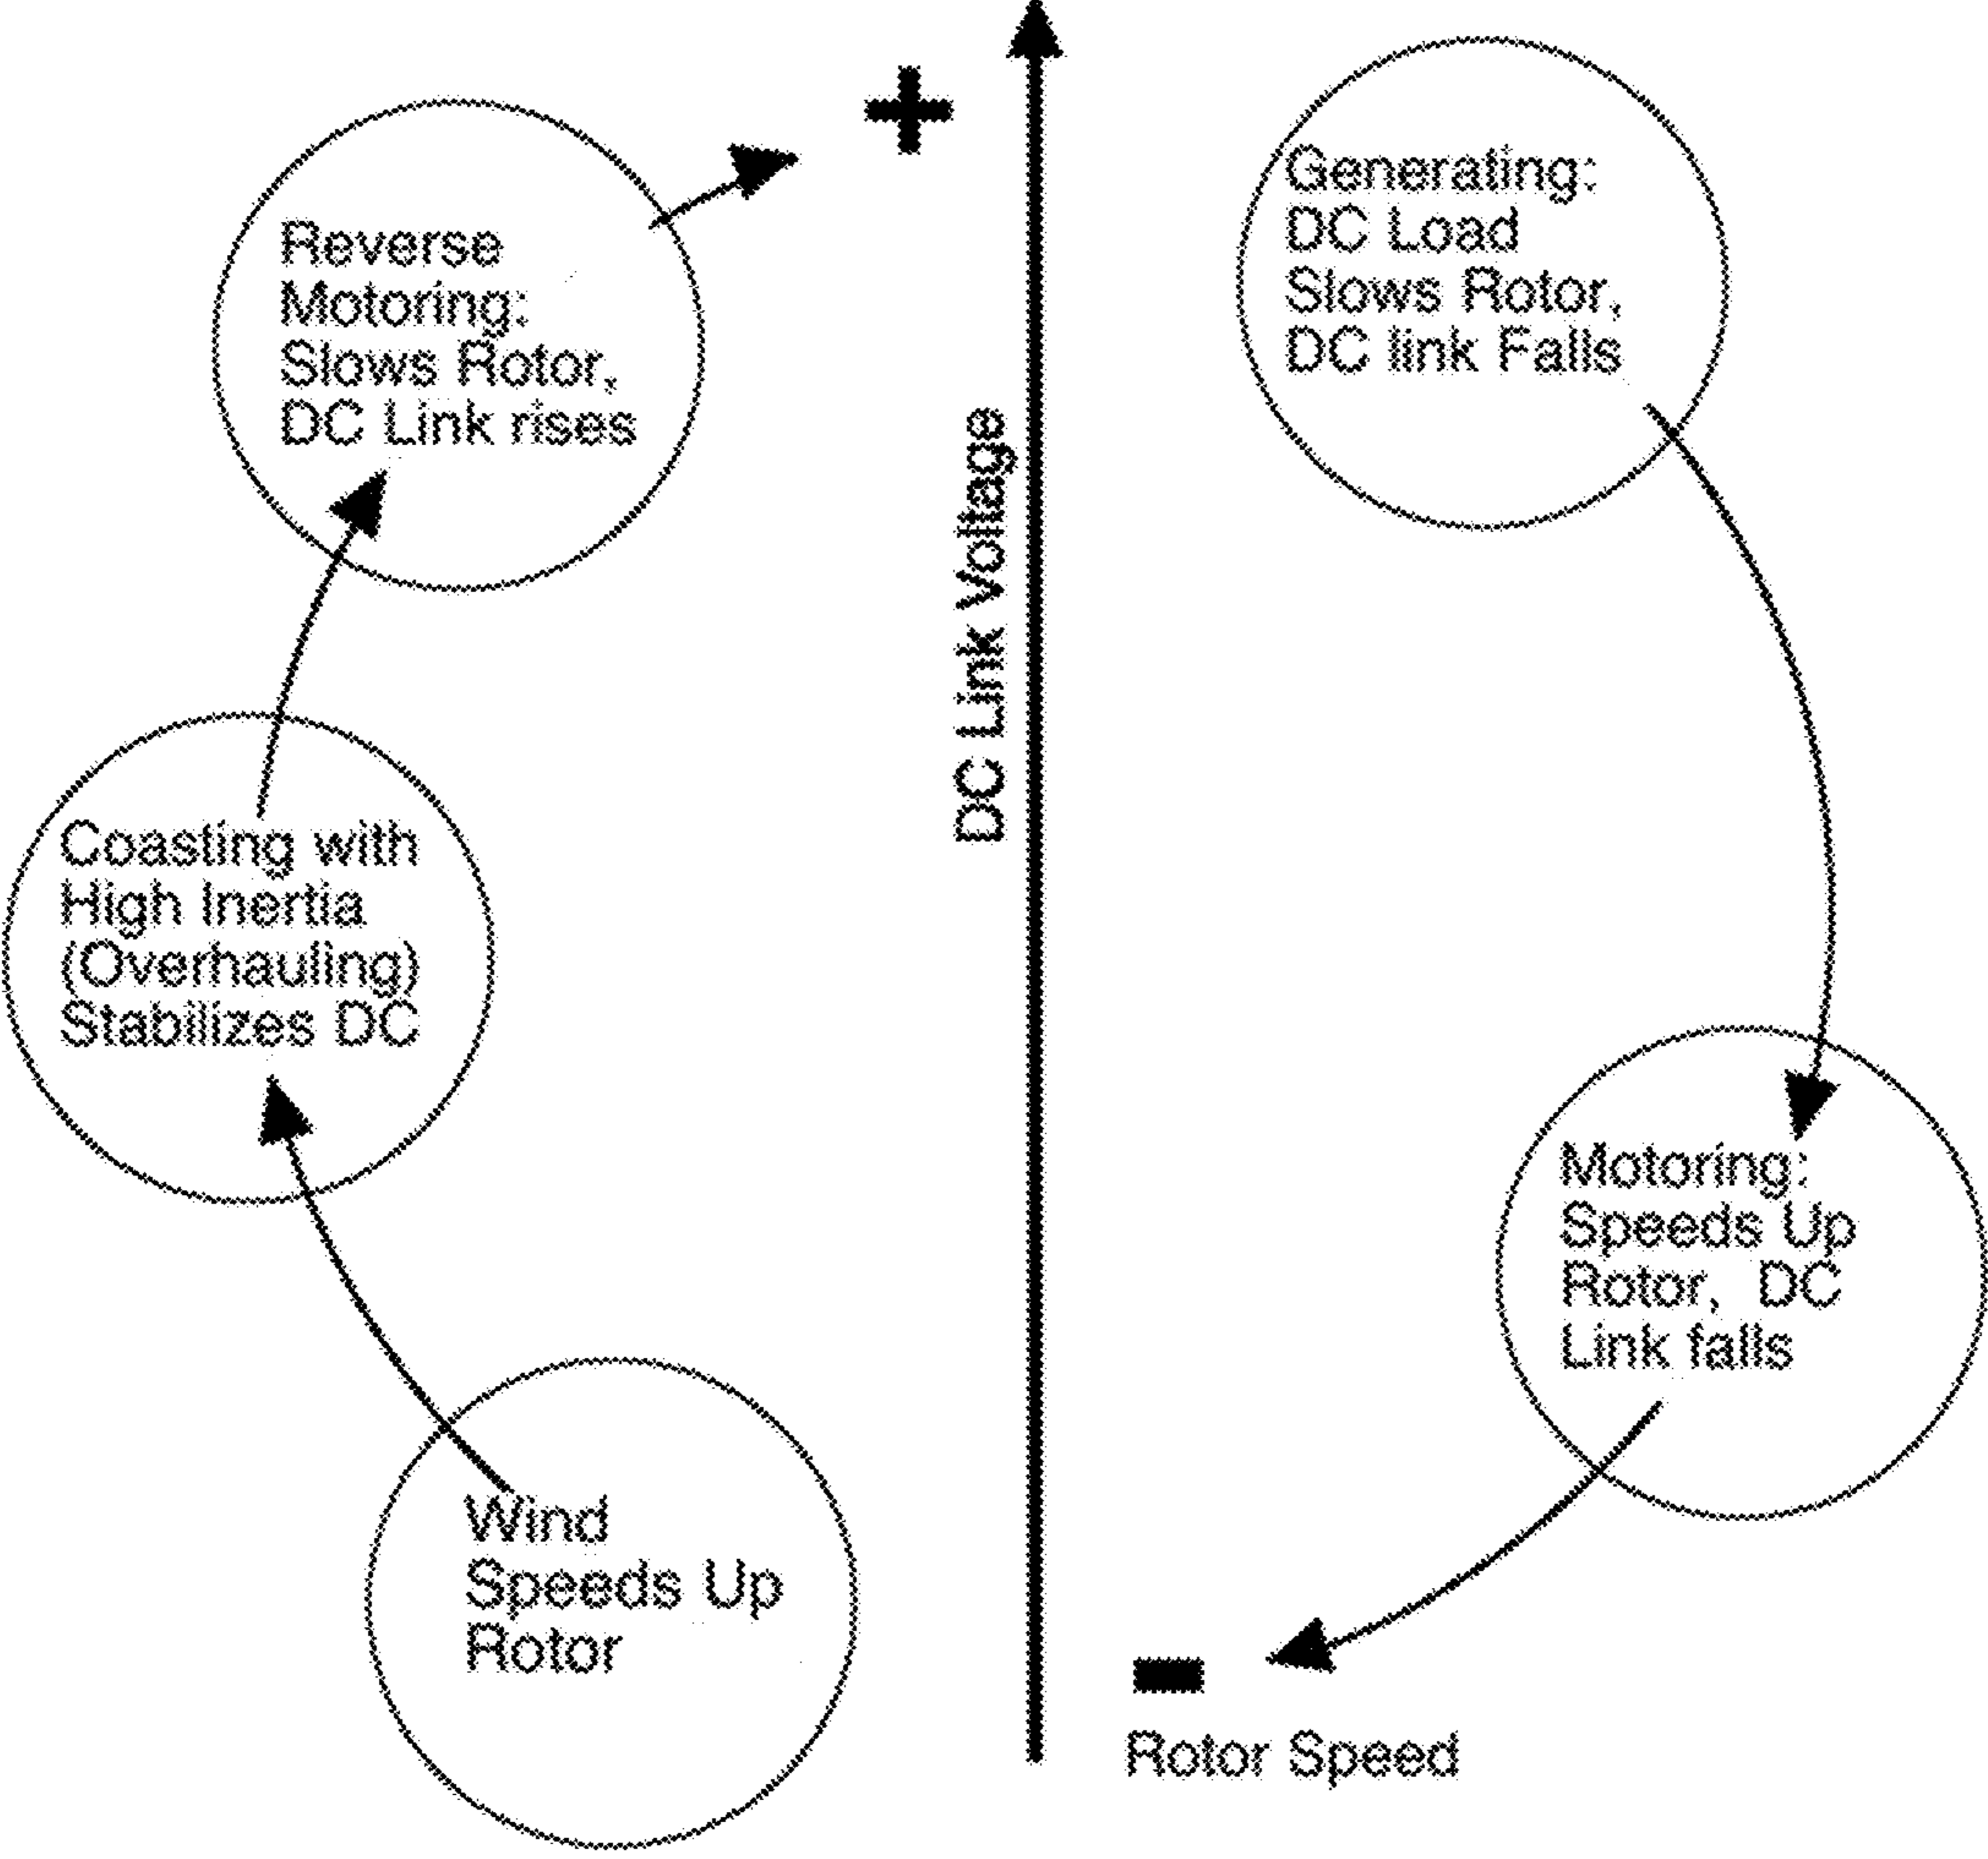 +
Reverse
Motoring:
Slows Rotor,
DC Link rises
Generating:
DC Load
Slows Rotor,
DC link Falls
DC Link Voltage
Coasting with
High Inertia
(Overhauling)
Stabilizes DC
Motoring:
Speeds Up
Rotor, DC
Link falls
Wind
Speeds Up
Rotor
-
Rotor Speed